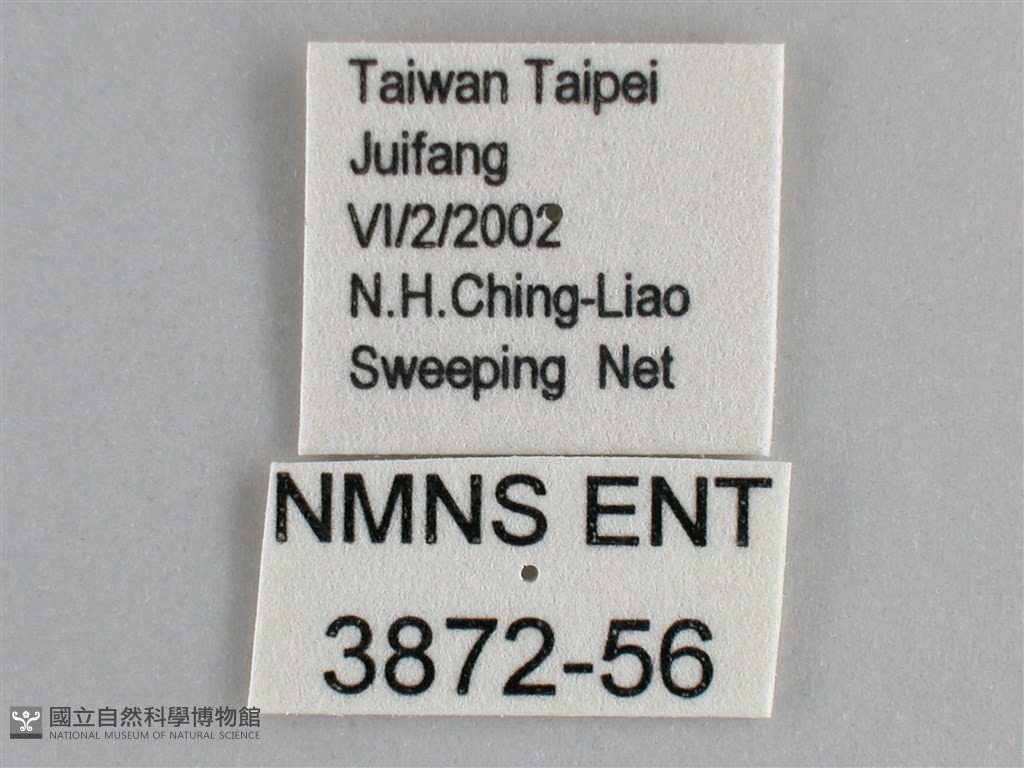 Taiwan Taipei
Juifang
VI/2/2002
N.H.Ching-Liao
Sweeping Net
NMNS ENT
3872-56
國立自然科學博物館
NATIONAL MUSEUM OF NATURAL SCIENCE